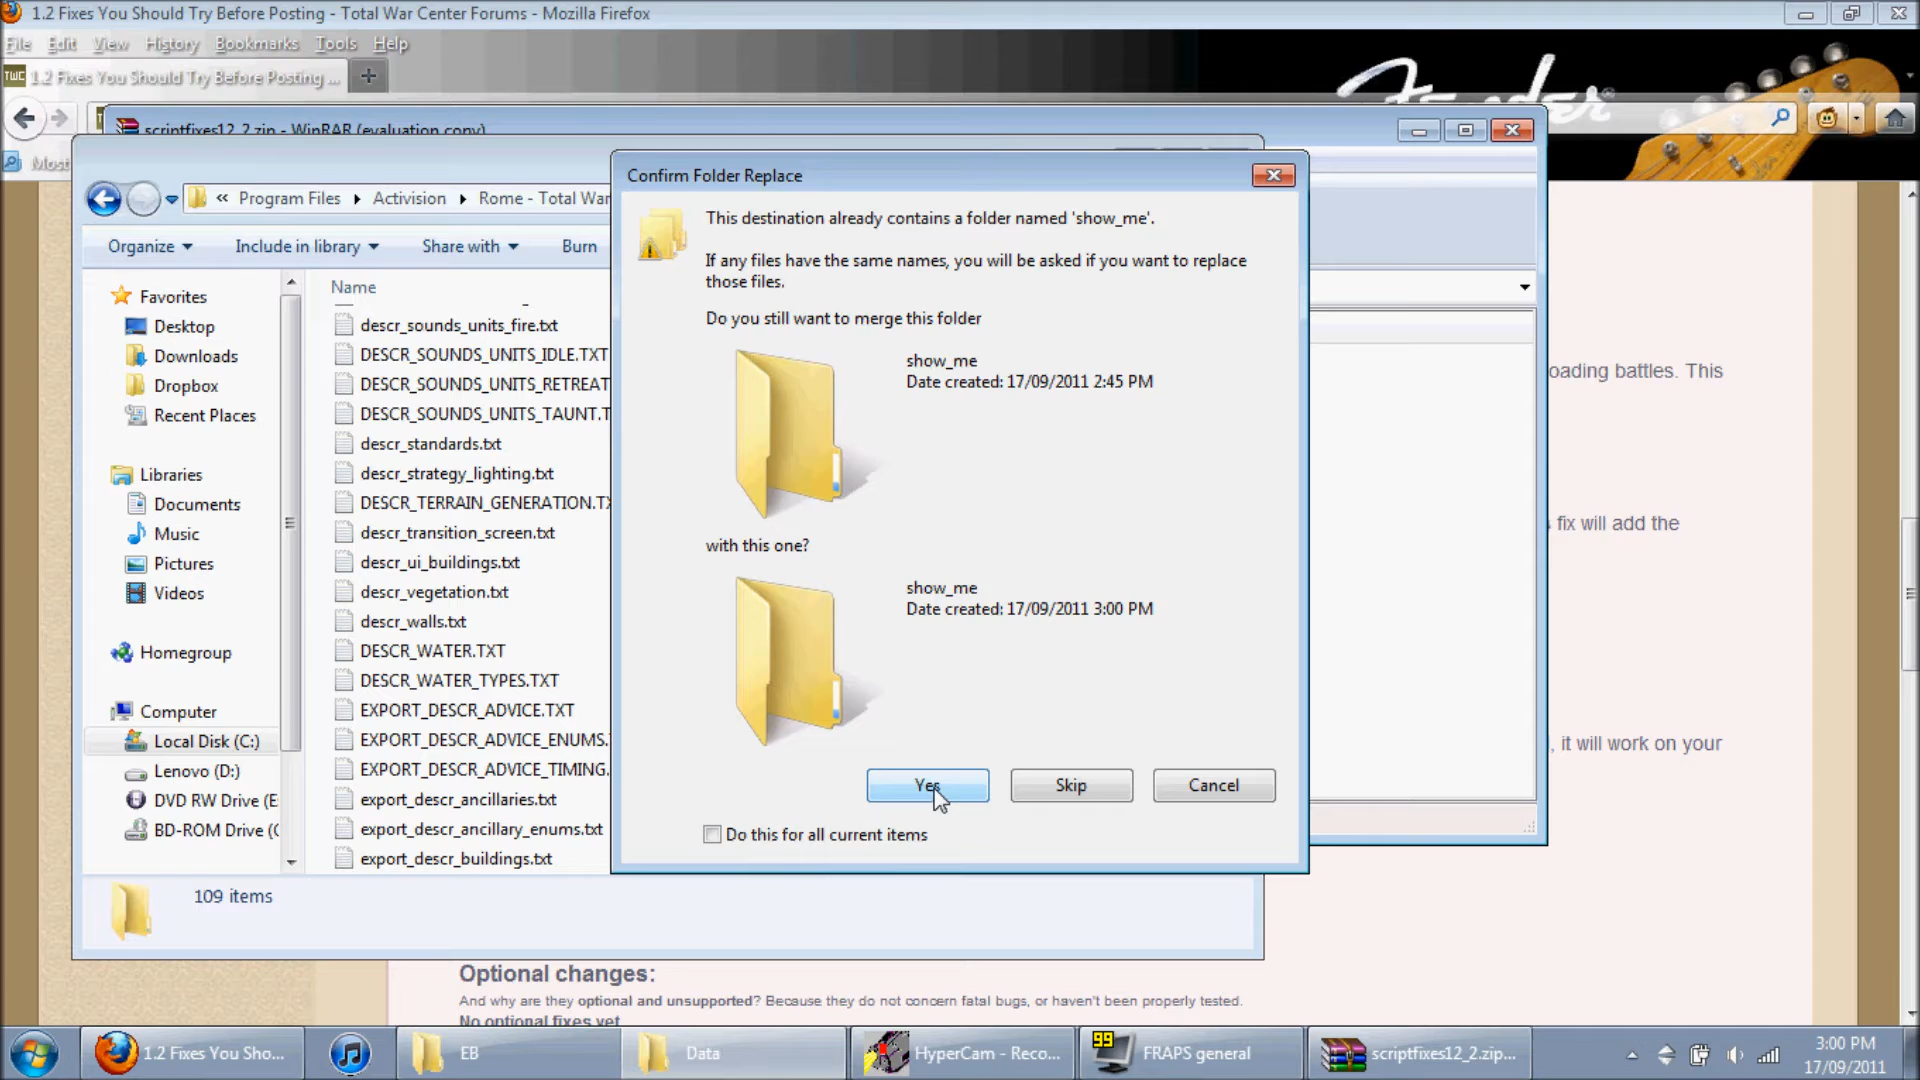 1.2 Fixes You Should Try Before Posting - Total War Center Forums - Mozilla Firefox
File Edit View History Bookmarks Tools Help
TWC 1.2 Fixes You Should Try Before Posting ...
Fender
scriptfixes12_2.zip - WinRAR (evaluation copy)
Most
« Program Files Activision Rome - Total War
Organize Include in library Share with Burn
Favorites
Desktop
Downloads
Dropbox
Recent Places
Libraries
Documents
Music
Pictures
Videos
Homegroup
Computer
Local Disk (C:)
Lenovo (D:)
DVD RW Drive (E
BD-ROM Drive (
Name
descr_sounds_units_fire.txt
DESCR_SOUNDS_UNITS_IDLE.TXT
DESCR_SOUNDS_UNITS_RETREAT
DESCR_SOUNDS_UNITS_TAUNT.T
descr_standards.txt
descr_strategy_lighting.txt
DESCR_TERRAIN_GENERATION.TX
descr_transition_screen.txt
descr_ui_buildings.txt
descr_vegetation.txt
descr_walls.txt
DESCR_WATER.TXT
DESCR_WATER_TYPES.TXT
EXPORT_DESCR_ADVICE.TXT
EXPORT_DESCR_ADVICE_ENUMS.
EXPORT_DESCR_ADVICE_TIMING.
export_descr_ancillaries.txt
export_descr_ancillary_enums.txt
export_descr_buildings.txt
109 items
Confirm Folder Replace
This destination already contains a folder named 'show_me'.
If any files have the same names, you will be asked if you want to replace
those files.
Do you still want to merge this folder
show_me
Date created: 17/09/2011 2:45 PM
with this one?
show_me
Date created: 17/09/2011 3:00 PM
Yes Skip Cancel
Do this for all current items
oading battles. This
fix will add the
, it will work on your
Optional changes:
And why are they optional and unsupported? Because they do not concern fatal bugs, or haven't been properly tested.
No optional fixes yet
1.2 Fixes You Sho... EB Data HyperCam - Reco... 99 FRAPS general scriptfixes12_2.zip...
3:00 PM
17/09/2011